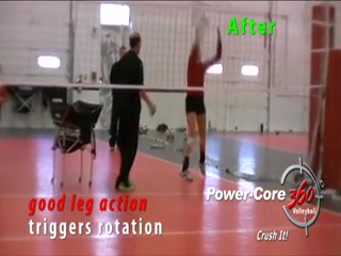 After
good leg action
triggers rotation
Power-Core 360
Volleyball
Crush It!